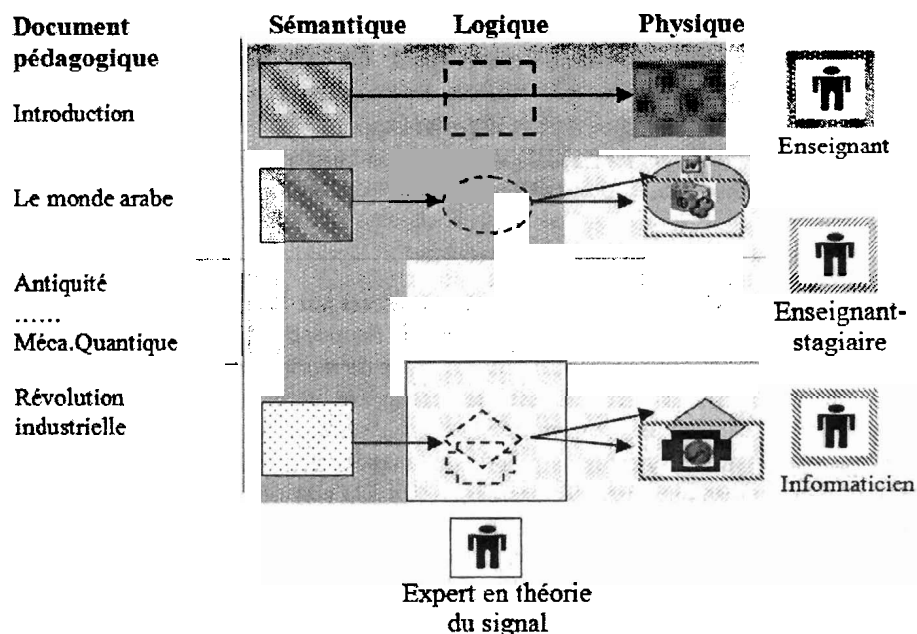 Document
pédagogique
Sémantique
Logique
Physique
Introduction
Enseignant
Le monde arabe
Antiquité
......
Méca.Quantique
Enseignant-
stagiaire
Révolution
industrielle
Informaticien
Expert en théorie
du signal